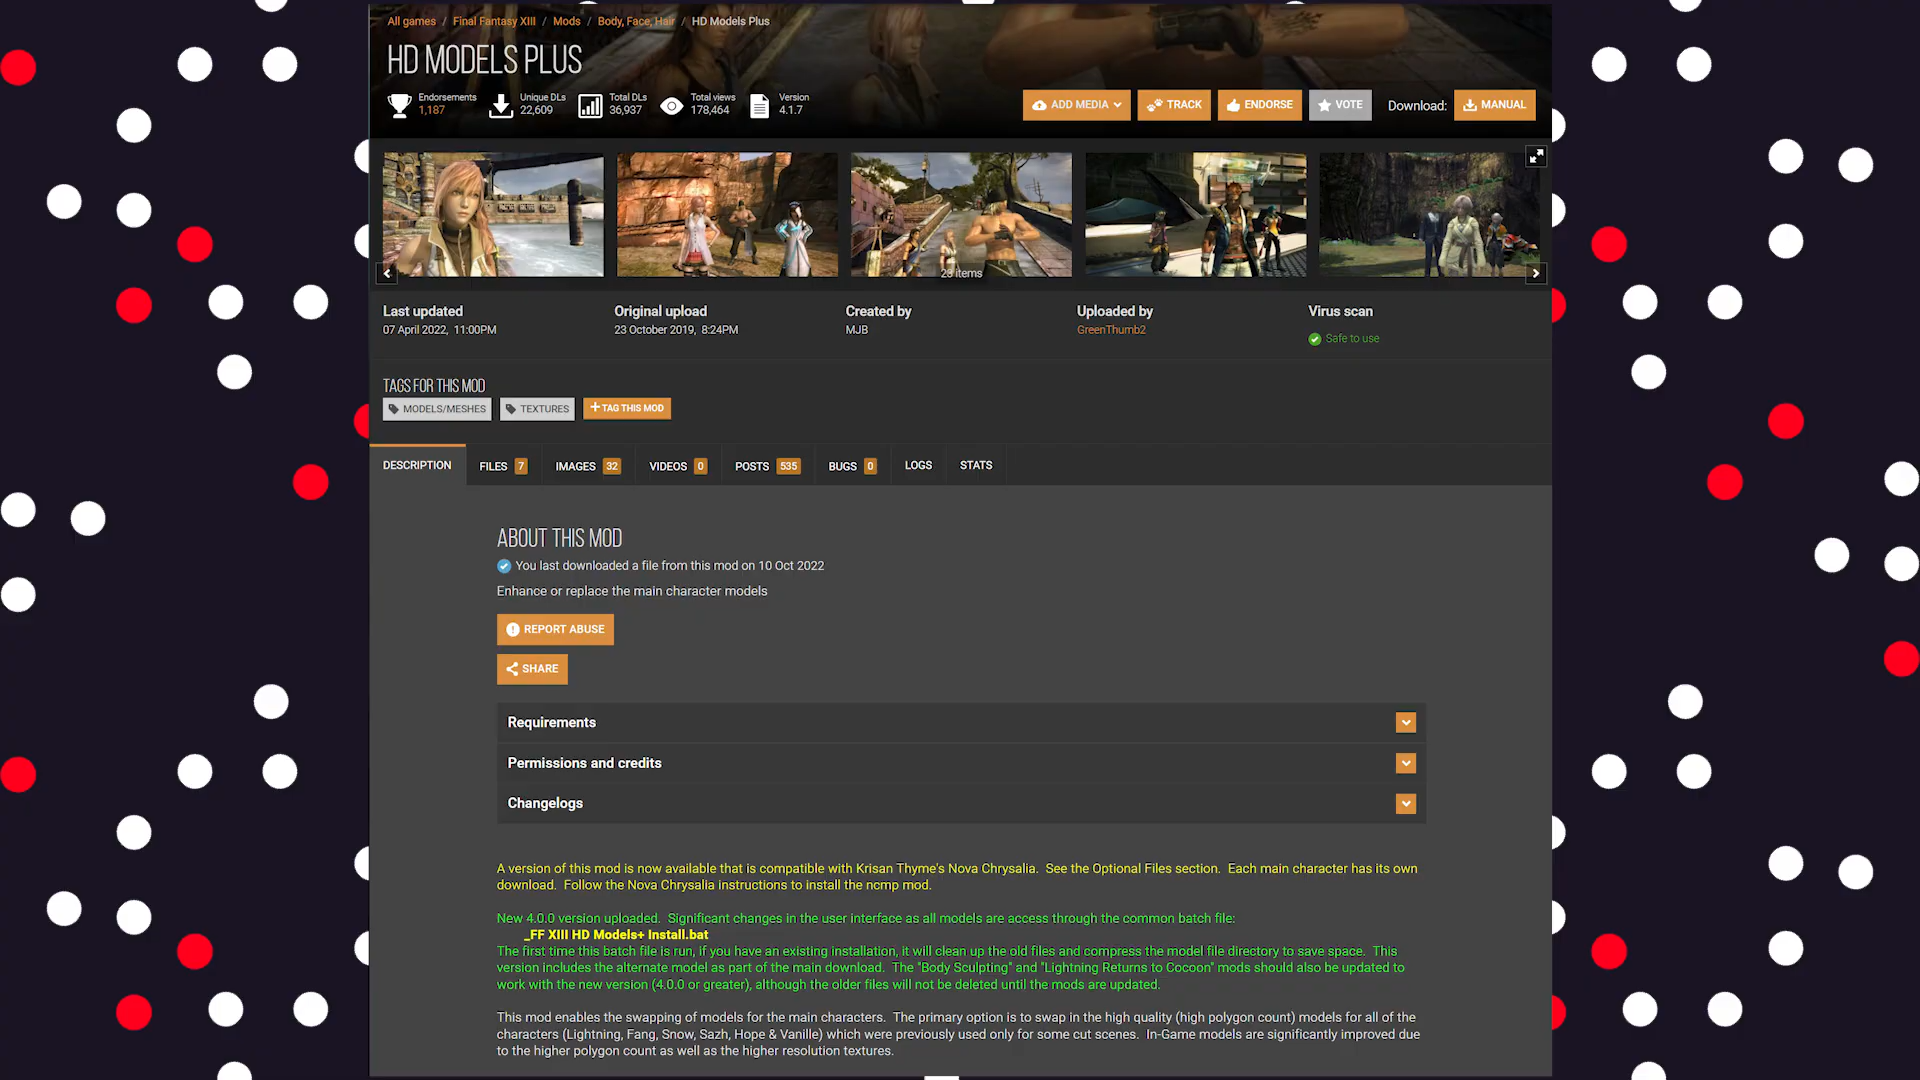 All games / Final Fantasy XIII / Mods / Body, Face, Hair / HD Models Plus
HD MODELS PLUS
Endorsements
1,187
Unique DLs
22,609
Total DLs
36,937
Total views
178,464
Version
4.1.7
ADD MEDIA
TRACK
ENDORSE
VOTE
Download:
MANUAL
23 items
Last updated
07 April 2022, 11:00PM
Original upload
23 October 2019, 8:24PM
Created by
MJB
Uploaded by
GreenThumb2
Virus scan
Safe to use
TAGS FOR THIS MOD
MODELS/MESHES
TEXTURES
+ TAG THIS MOD
DESCRIPTION
FILES 7
IMAGES 32
VIDEOS 0
POSTS 535
BUGS 0
LOGS
STATS
ABOUT THIS MOD
You last downloaded a file from this mod on 10 Oct 2022
Enhance or replace the main character models
REPORT ABUSE
SHARE
Requirements
Permissions and credits
Changelogs
A version of this mod is now available that is compatible with Krisan Thyme's Nova Chrysalia. See the Optional Files section. Each main character has its own
download. Follow the Nova Chrysalia instructions to install the ncmp mod.
New 4.0.0 version uploaded. Significant changes in the user interface as all models are access through the common batch file:
_FF XIII HD Models+ Install.bat
The first time this batch file is run, if you have an existing installation, it will clean up the old files and compress the model file directory to save space. This
version includes the alternate model as part of the main download. The "Body Sculpting" and "Lightning Returns to Cocoon" mods should also be updated to
work with the new version (4.0.0 or greater), although the older files will not be deleted until the mods are updated.
This mod enables the swapping of models for the main characters. The primary option is to swap in the high quality (high polygon count) models for all of the
characters (Lightning, Fang, Snow, Sazh, Hope & Vanille) which were previously used only for some cut scenes. In-Game models are significantly improved due
to the higher polygon count as well as the higher resolution textures.